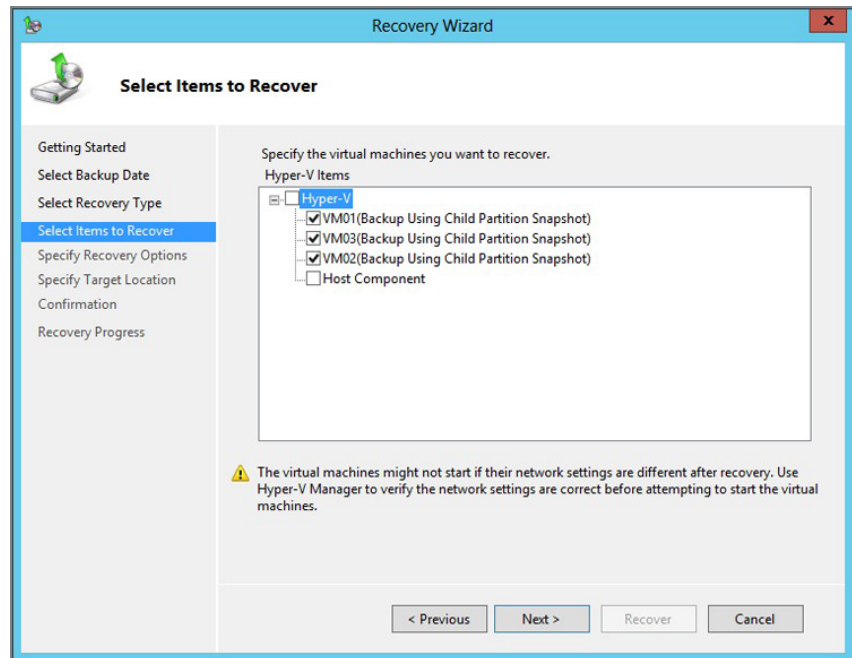 Recovery Wizard
x
Select Items to Recover
Getting Started
Select Backup Date
Select Recovery Type
Select Items to Recover
Specify Recovery Options
Specify Target Location
Confirmation
Recovery Progress
Specify the virtual machines you want to recover.
Hyper-V Items
Hyper-V
VM01(Backup Using Child Partition Snapshot)
VM03(Backup Using Child Partition Snapshot)
VM02(Backup Using Child Partition Snapshot)
Host Component
The virtual machines might not start if their network settings are different after recovery. Use
Hyper-V Manager to verify the network settings are correct before attempting to start the virtual
machines.
< Previous
Next >
Recover
Cancel